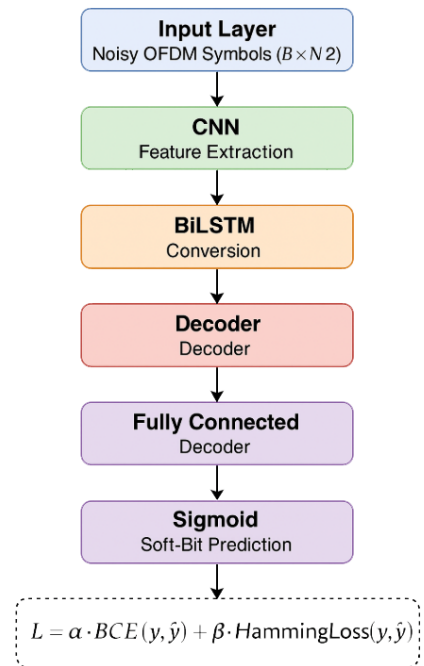 Input Layer
Noisy OFDM Symbols (B × N 2)
CNN
Feature Extraction
BiLSTM
Conversion
Decoder
Decoder
Fully Connected
Decoder
Sigmoid
Soft-Bit Prediction
L = α · BCE(y, ŷ) + β · HammingLoss(y, ŷ)